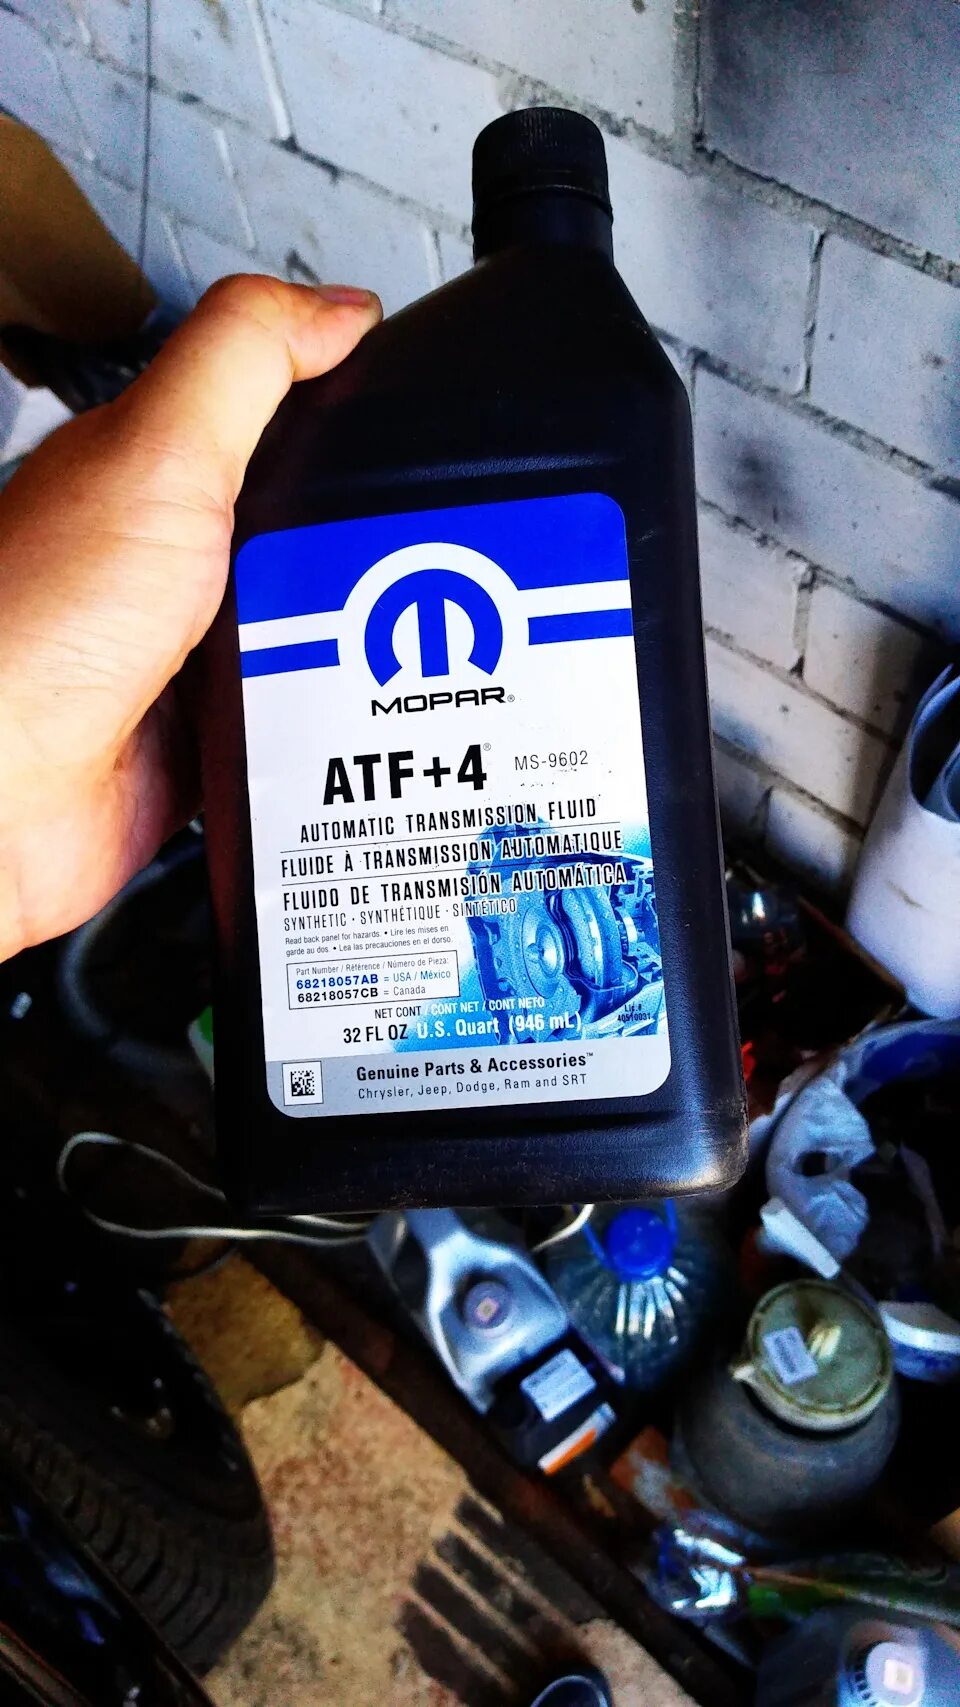 MOPAR®
ATF+4® MS-9602
AUTOMATIC TRANSMISSION FLUID
FLUIDE À TRANSMISSION AUTOMATIQUE
FLUIDO DE TRANSMISIÓN AUTOMÁTICA
SYNTHETIC · SYNTHÉTIQUE · SINTÉTICO
Read back panel for hazards. • Lire les mises en
garde au dos. • Lea las precauciones en el dorso.
Part Number / Référence / Número de Pieza:
68218057AB = USA / México
68218057CB = Canada
NET CONT / CONT NET / CONT NETO
32 FL OZ U.S. Quart (946 mL)
Genuine Parts & Accessories™
Chrysler, Jeep, Dodge, Ram and SRT